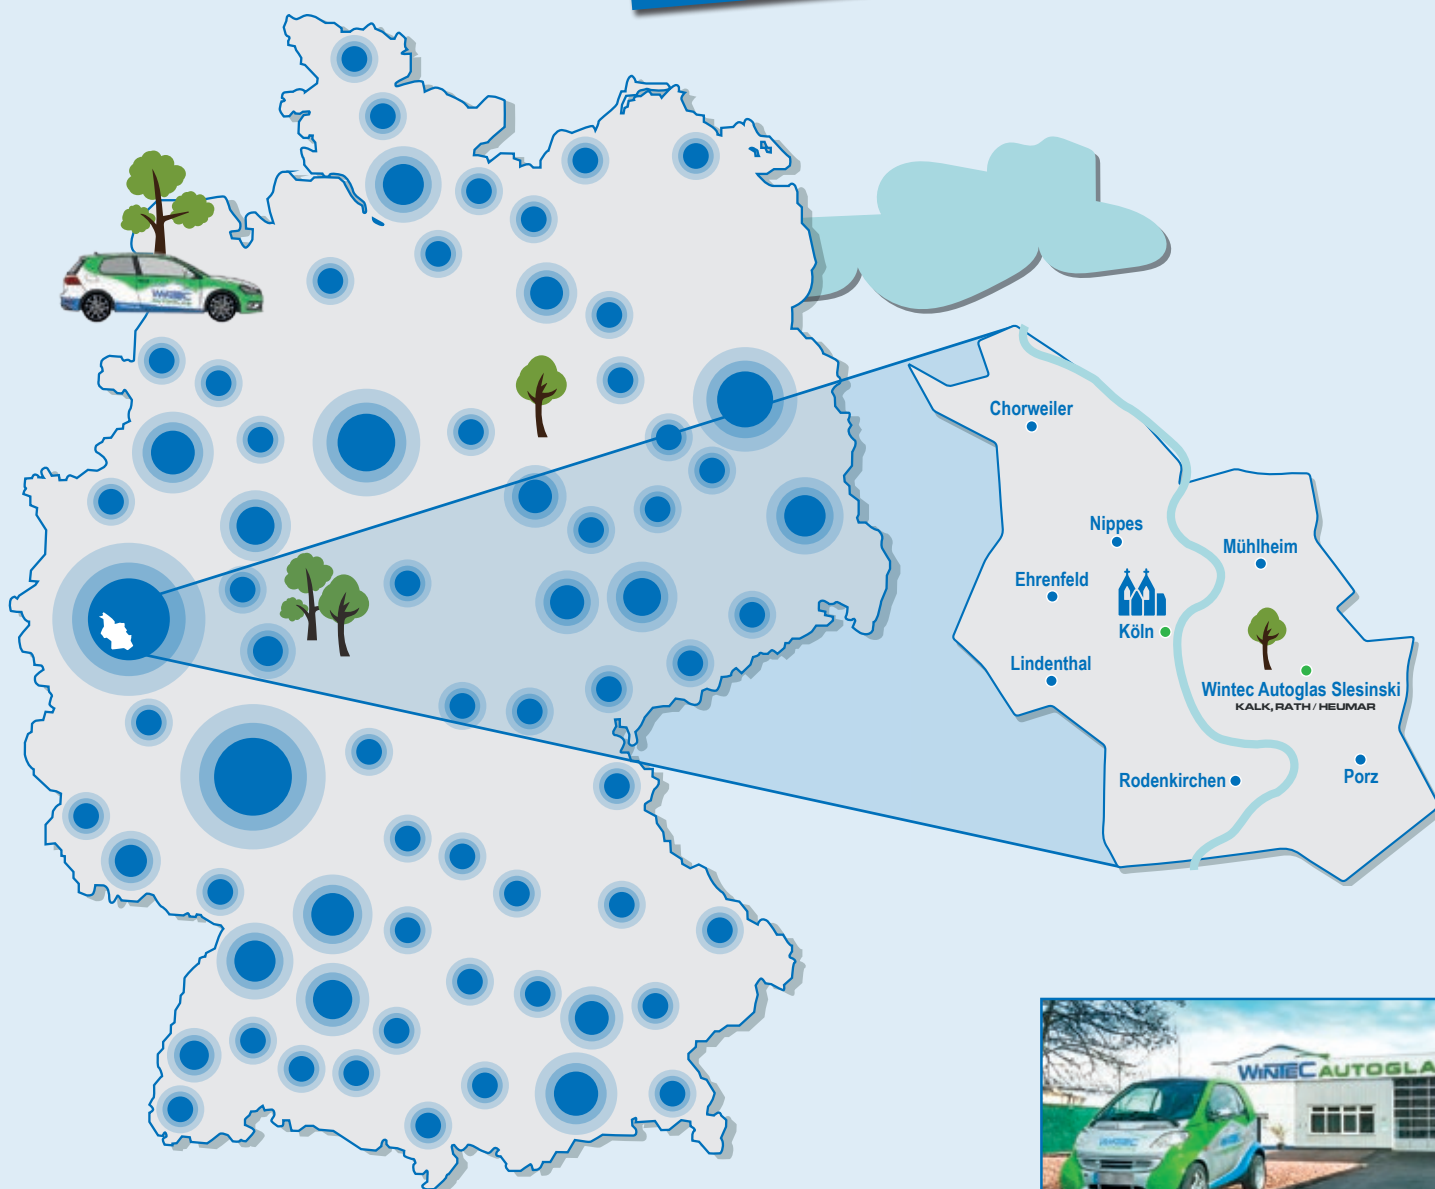 Chorweiler
Nippes
Mühlheim
Ehrenfeld
Köln
Lindenthal
Wintec Autoglas Slesinski
KALK, RATH / HEUMAR
Rodenkirchen
Porz
WINTEC AUTOGLA